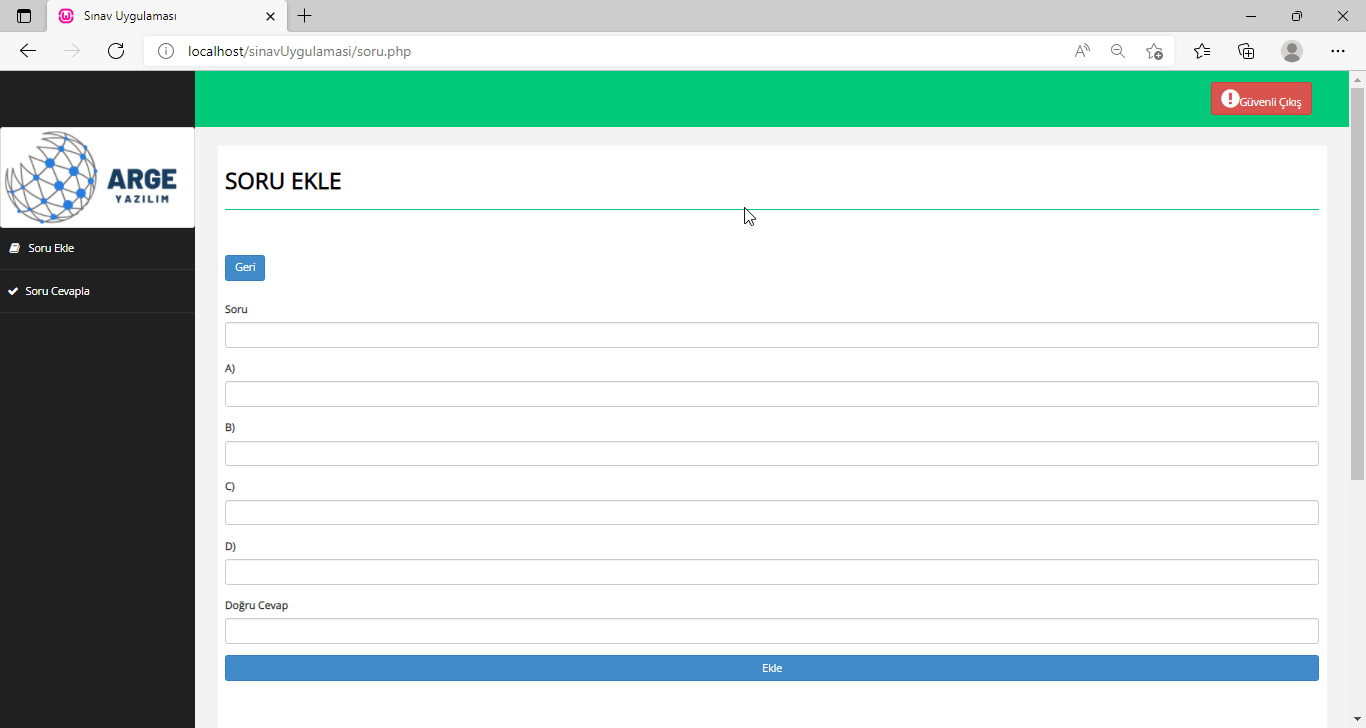 Sınav Uygulaması
localhost/sinavUygulamasi/soru.php
Güvenli Çıkış
ARGE
YAZILIM
Soru Ekle
Soru Cevapla
SORU EKLE
Geri
Soru
A)
B)
C)
D)
Doğru Cevap
Ekle